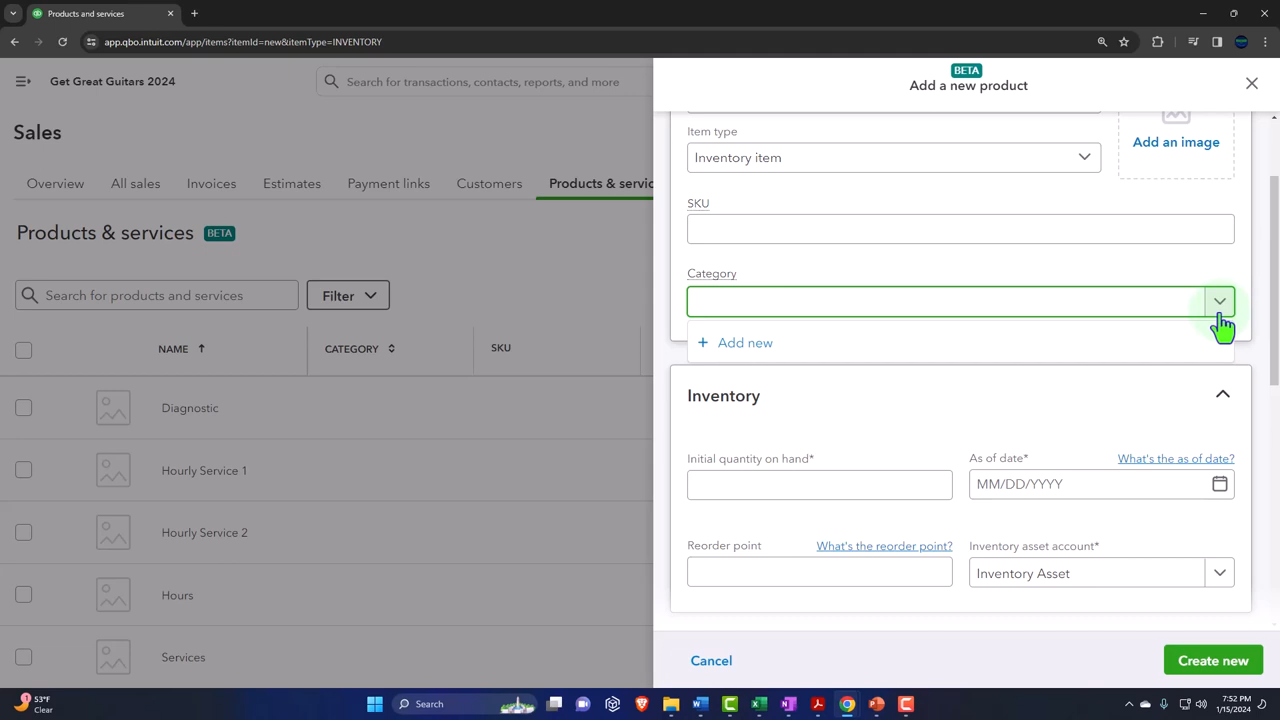 Products and services
app.qbo.intuit.com/app/items?itemId=new&itemType=INVENTORY
Get Great Guitars 2024
Search for transactions, contacts, reports, and more
BETA
Add a new product
Sales
Overview
All sales
Invoices
Estimates
Payment links
Customers
Products & servic
Products & services BETA
Search for products and services
Filter
NAME
CATEGORY
SKU
Diagnostic
Hourly Service 1
Hourly Service 2
Hours
Services
Item type
Inventory item
Add an image
SKU
Category
+ Add new
Inventory
Initial quantity on hand*
As of date*
What's the as of date?
MM/DD/YYYY
Reorder point
What's the reorder point?
Inventory asset account*
Inventory Asset
Cancel
Create new
1
53°F
Clear
Search
7:52 PM
1/15/2024